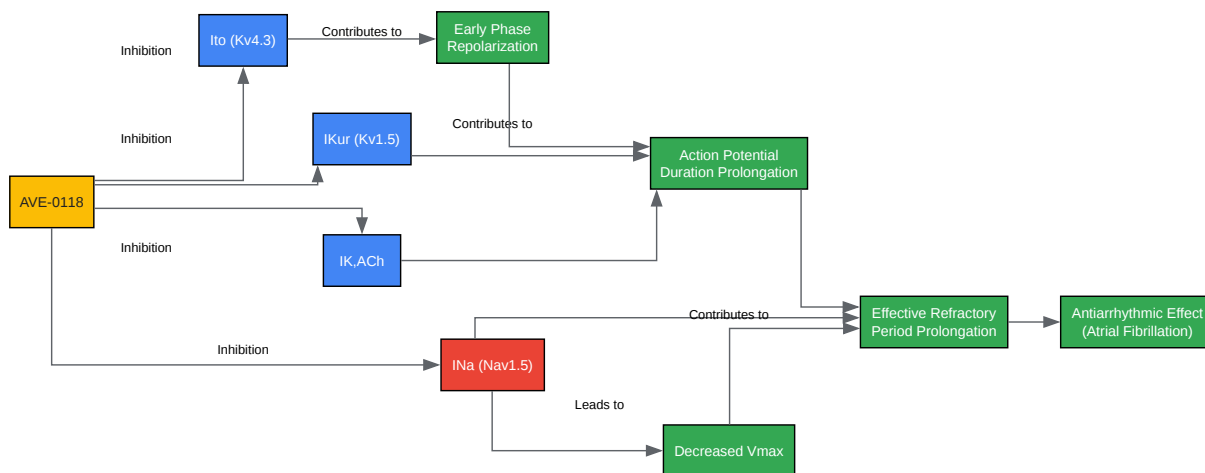 Early Phase
Repolarization
Contributes to
Ito (Kv4.3)
Inhibition
Contributes to
Inhibition
IKur (Kv1.5)
Action Potential
Duration Prolongation
AVE-0118
Inhibition
IK,ACh
Contributes to
Effective Refractory
Period Prolongation
Antiarrhythmic Effect
(Atrial Fibrillation)
Inhibition
INa (Nav1.5)
Leads to
Decreased Vmax